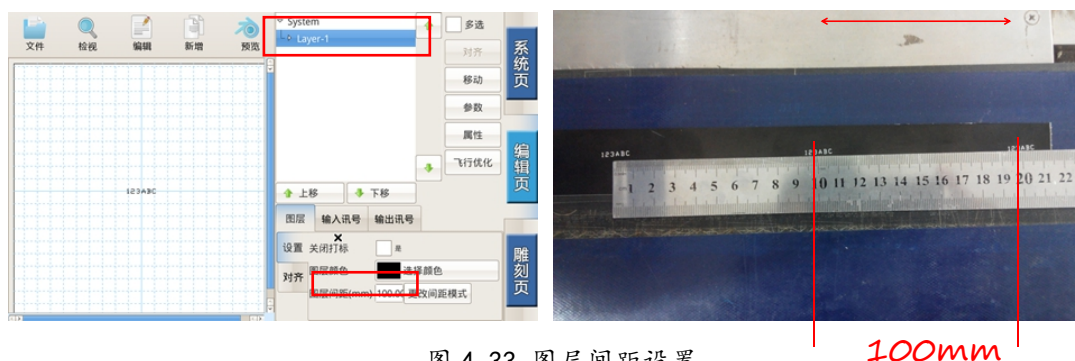 System
Layer-1
多选
文件
检视
编辑
新增
预览
对齐
移动
参数
属性
飞行优化
系统页
编辑页
雕刻页
123ABC
上移
下移
图层
输入讯号
输出讯号
设置
关闭打标
是
对齐
图层颜色
选择颜色
图层间距(mm)
100.00
更改间距模式
123ABC
123ABC
123ABC
1 2 3 4 5 6 7 8 9 10 11 12 13 14 15 16 17 18 19 20 21 22
100mm
图 4-33 图层间距设置